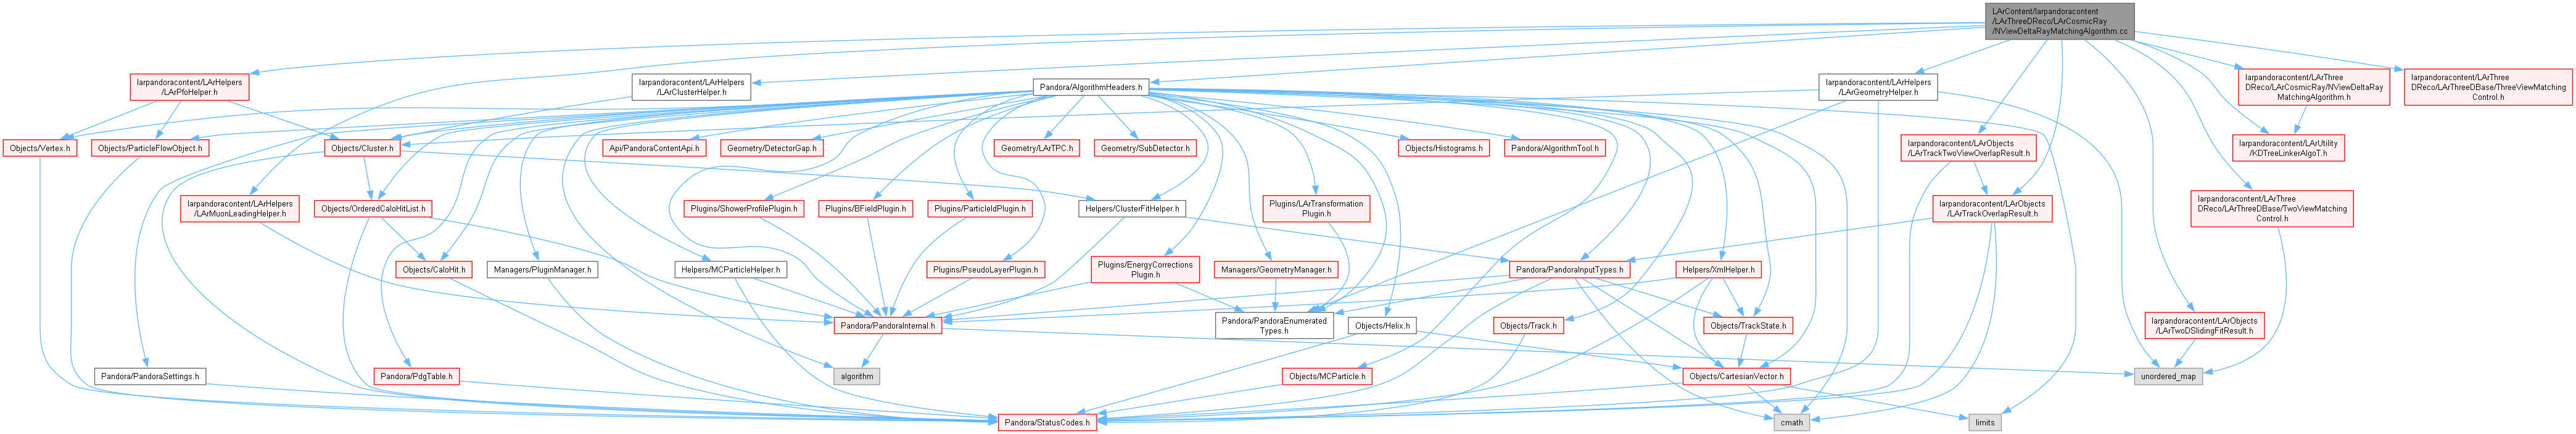 LArContent/larpandoracontent
/LArThreeDReco/LArCosmicRay
/NViewDeltaRayMatchingAlgorithm.cc
larpandoracontent/LArHelpers
/LArPfoHelper.h
larpandoracontent/LArHelpers
/LArClusterHelper.h
Pandora/AlgorithmHeaders.h
larpandoracontent/LArHelpers
/LArGeometryHelper.h
larpandoracontent/LArThree
DReco/LArCosmicRay/NViewDeltaRay
MatchingAlgorithm.h
larpandoracontent/LArThree
DReco/LArThreeDBase/ThreeViewMatching
Control.h
Objects/Vertex.h
Objects/ParticleFlowObject.h
Objects/Cluster.h
Api/PandoraContentApi.h
Geometry/DetectorGap.h
Geometry/LArTPC.h
Geometry/SubDetector.h
Objects/Histograms.h
Pandora/AlgorithmTool.h
larpandoracontent/LArObjects
/LArTrackTwoViewOverlapResult.h
larpandoracontent/LArUtility
/KDTreeLinkerAlgoT.h
larpandoracontent/LArHelpers
/LArMuonLeadingHelper.h
Objects/OrderedCaloHitList.h
Plugins/ShowerProfilePlugin.h
Plugins/BFieldPlugin.h
Plugins/ParticleIdPlugin.h
Helpers/ClusterFitHelper.h
Plugins/LArTransformation
Plugin.h
larpandoracontent/LArObjects
/LArTrackOverlapResult.h
larpandoracontent/LArThree
DReco/LArThreeDBase/TwoViewMatching
Control.h
Objects/CaloHit.h
Managers/PluginManager.h
Helpers/MCParticleHelper.h
Plugins/PseudoLayerPlugin.h
Plugins/EnergyCorrections
Plugin.h
Managers/GeometryManager.h
Pandora/PandoraInputTypes.h
Helpers/XmlHelper.h
Pandora/PandoraInternal.h
Pandora/PandoraEnumerated
Types.h
Objects/Helix.h
Objects/Track.h
Objects/TrackState.h
larpandoracontent/LArObjects
/LArTwoDSlidingFitResult.h
Pandora/PandoraSettings.h
Pandora/PdgTable.h
algorithm
Objects/MCParticle.h
Objects/CartesianVector.h
unordered_map
Pandora/StatusCodes.h
cmath
limits